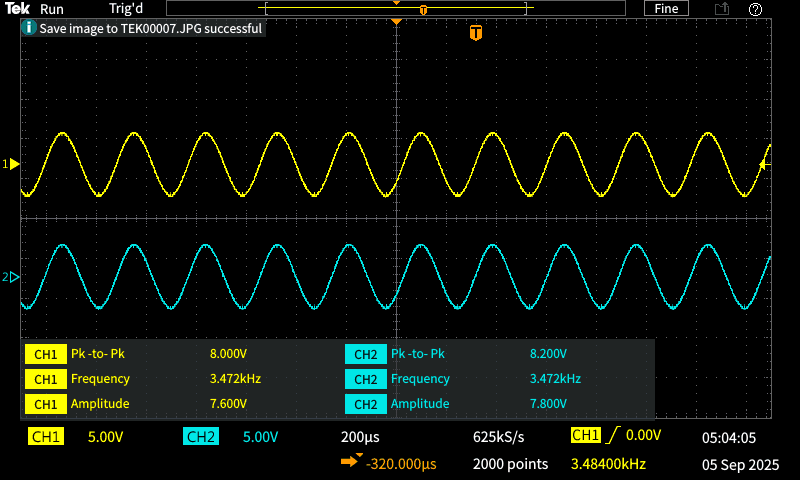 Tek Run Trig'd T Fine ?
i Save image to TEK00007.JPG successful
T
1
2
CH1 Pk -to- Pk 8.000V CH2 Pk -to- Pk 8.200V
CH1 Frequency 3.472kHz CH2 Frequency 3.472kHz
CH1 Amplitude 7.600V CH2 Amplitude 7.800V
CH1 5.00V CH2 5.00V 200µs 625kS/s CH1 0.00V 05:04:05
-320.000µs 2000 points 3.48400kHz 05 Sep 2025